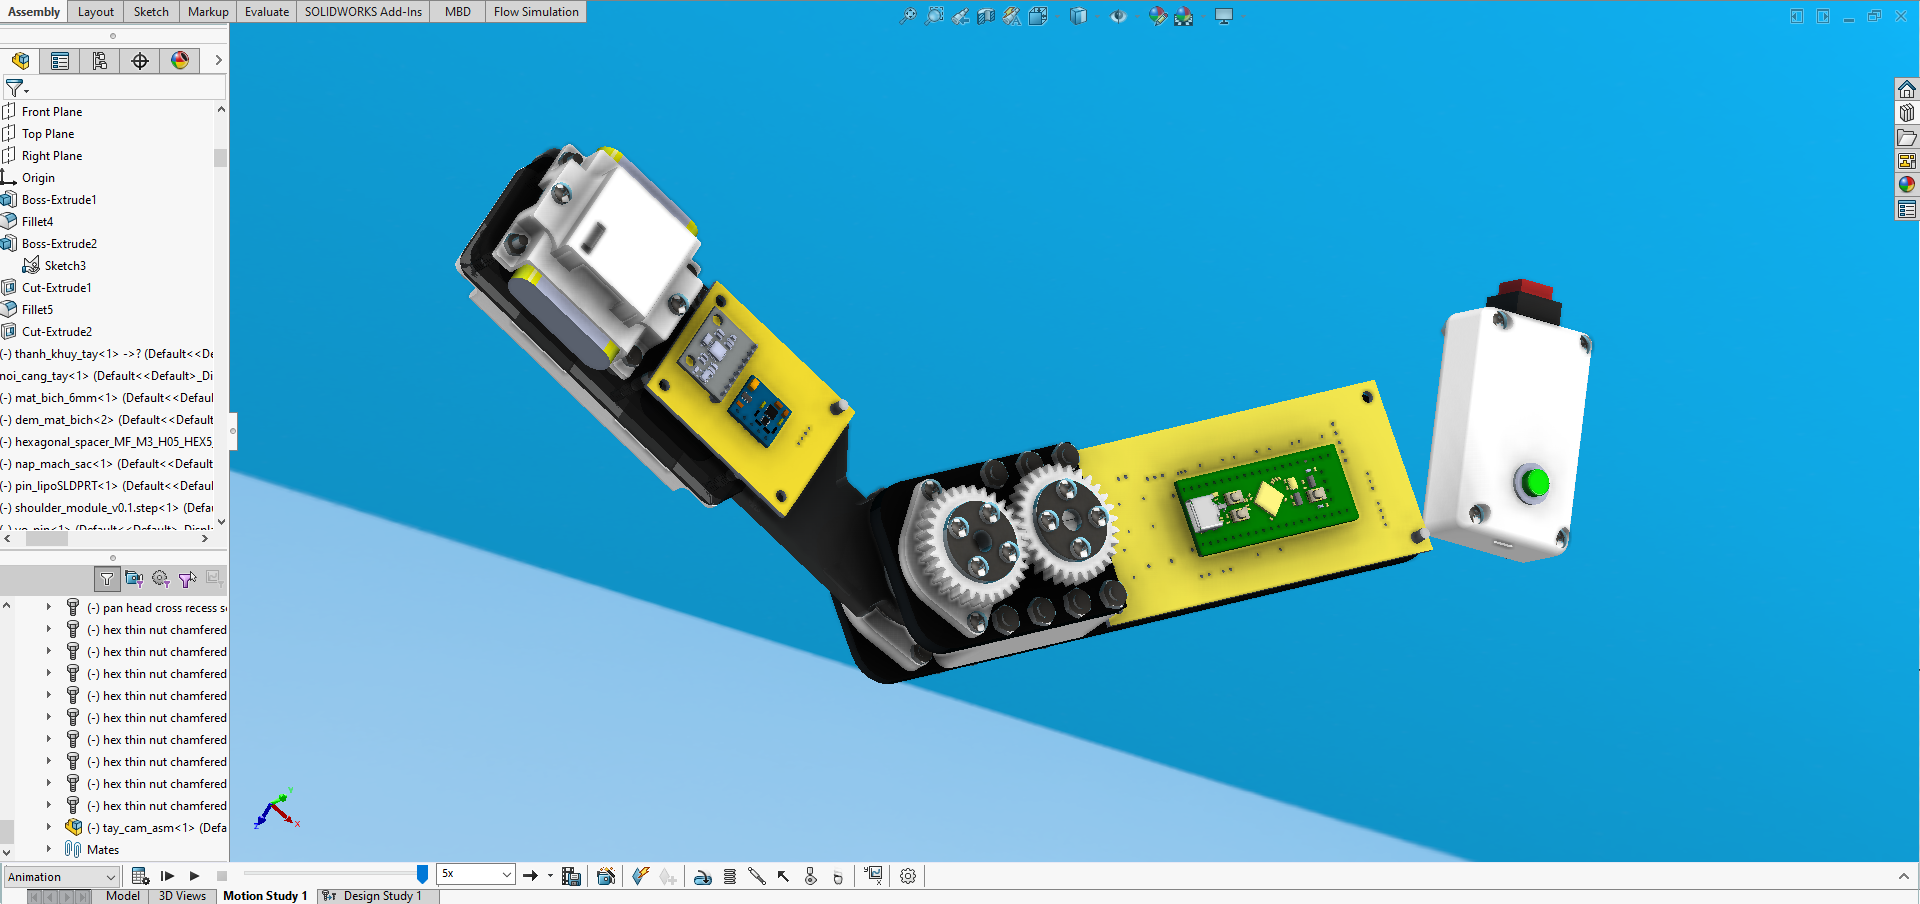 Assembly Layout Sketch Markup Evaluate SOLIDWORKS Add-Ins MBD Flow Simulation
Front Plane
Top Plane
Right Plane
Origin
Boss-Extrude1
Fillet4
Boss-Extrude2
Sketch3
Cut-Extrude1
Fillet5
Cut-Extrude2
(-) thanh_khuy_tay<1> ->? (Default<<De
noi_cang_tay<1> (Default<<Default>_Di
(-) mat_bich_6mm<1> (Default<<Defaul
(-) dem_mat_bich<2> (Default<<Defaul
(-) hexagonal_spacer_MF_M3_H05_HEX5_
(-) nap_mach_sac<1> (Default<<Defaul
(-) pin_lipoSLDPRT<1> (Default<<Defaul
(-) shoulder_module_v0.1.step<1> (Defau
(-) pan head cross recess s
(-) hex thin nut chamfered
(-) hex thin nut chamfered
(-) hex thin nut chamfered
(-) hex thin nut chamfered
(-) hex thin nut chamfered
(-) hex thin nut chamfered
(-) hex thin nut chamfered
(-) hex thin nut chamfered
(-) hex thin nut chamfered
(-) tay_cam_asm<1> (Defa
Mates
Y
Z
X
Animation 5x
Model 3D Views Motion Study 1 Design Study 1